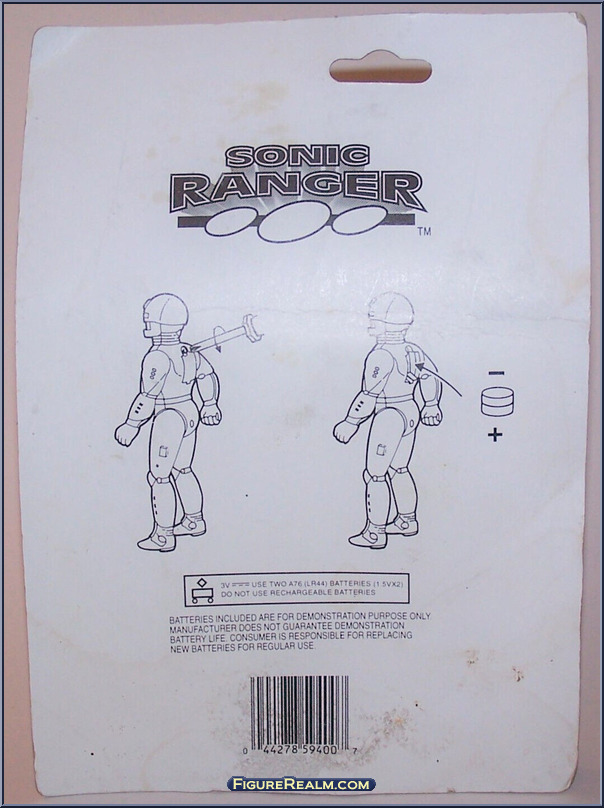 SONIC
RANGER
TM
-
+
3V USE TWO A76 (LR44) BATTERIES (1.5VX2)
DO NOT USE RECHARGEABLE BATTERIES
BATTERIES INCLUDED ARE FOR DEMONSTRATION PURPOSE ONLY.
MANUFACTURER DOES NOT GUARANTEE DEMONSTRATION
BATTERY LIFE. CONSUMER IS RESPONSIBLE FOR REPLACING
NEW BATTERIES FOR REGULAR USE.
0 44278 59400 7
FIGUREREALM.COM